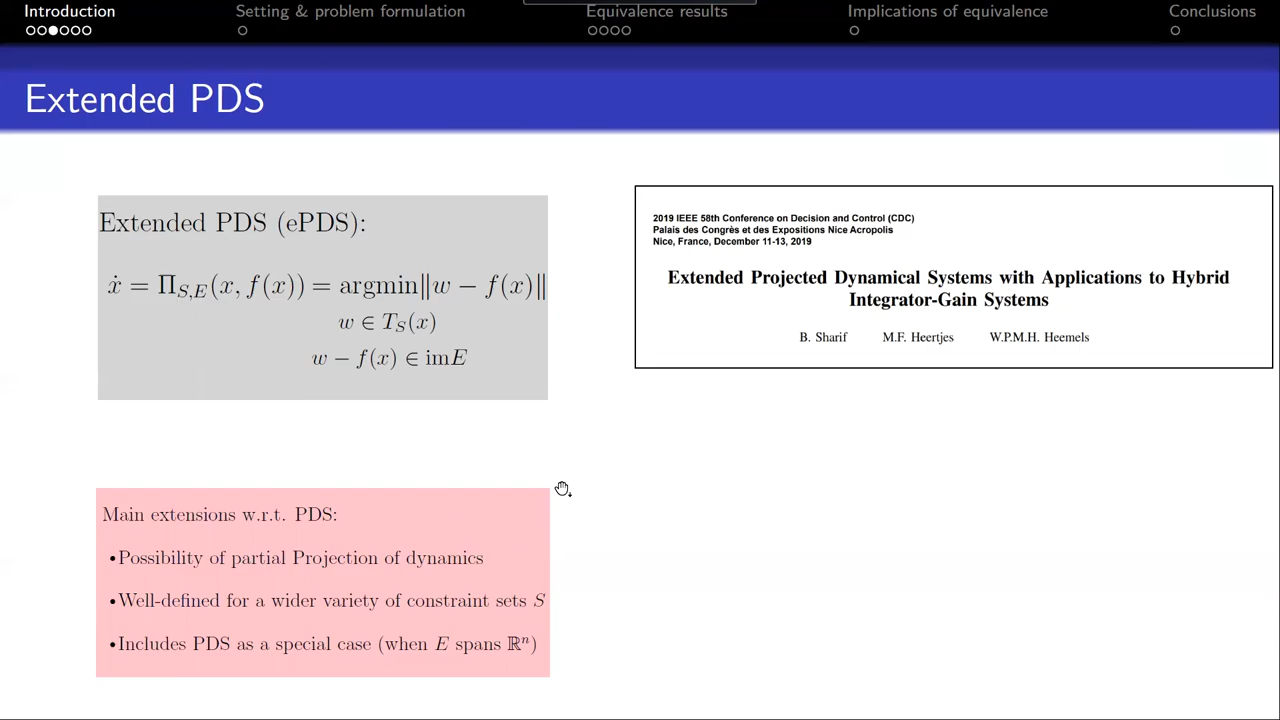 Introduction
Setting & problem formulation
Equivalence results
Implications of equivalence
Conclusions
Extended PDS
Extended PDS (ePDS):
ẋ = Π_{S,E}(x, f(x)) = argmin‖w − f(x)‖
w ∈ T_S(x)
w − f(x) ∈ imE
2019 IEEE 58th Conference on Decision and Control (CDC)
Palais des Congrès et des Expositions Nice Acropolis
Nice, France, December 11-13, 2019
Extended Projected Dynamical Systems with Applications to Hybrid
Integrator-Gain Systems
B. Sharif M.F. Heertjes W.P.M.H. Heemels
Main extensions w.r.t. PDS:
•Possibility of partial Projection of dynamics
•Well-defined for a wider variety of constraint sets S
•Includes PDS as a special case (when E spans ℝⁿ)